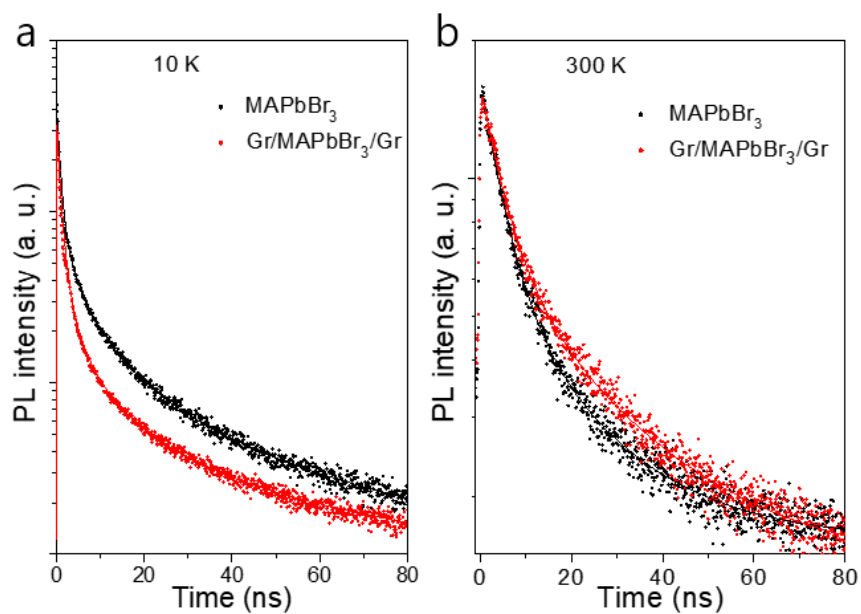 a
10 K
MAPbBr₃
Gr/MAPbBr₃/Gr
PL intensity (a. u.)
0 20 40 60 80
Time (ns)
b
300 K
MAPbBr₃
Gr/MAPbBr₃/Gr
PL intensity (a. u.)
0 20 40 60 80
Time (ns)